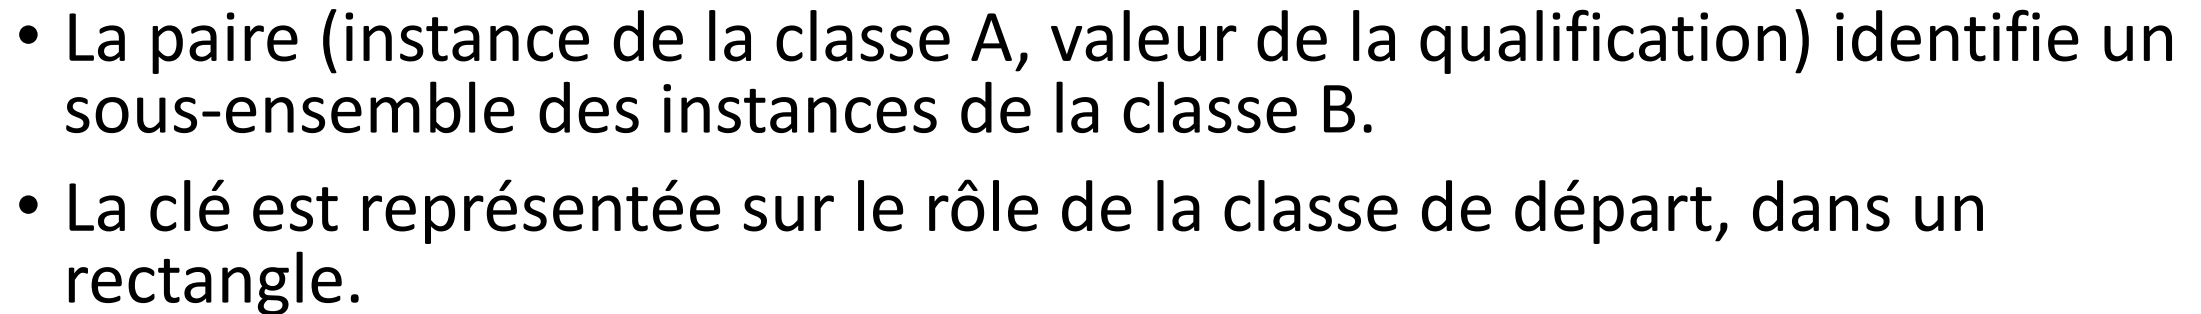 • La paire (instance de la classe A, valeur de la qualification) identifie un
sous-ensemble des instances de la classe B.
• La clé est représentée sur le rôle de la classe de départ, dans un
rectangle.